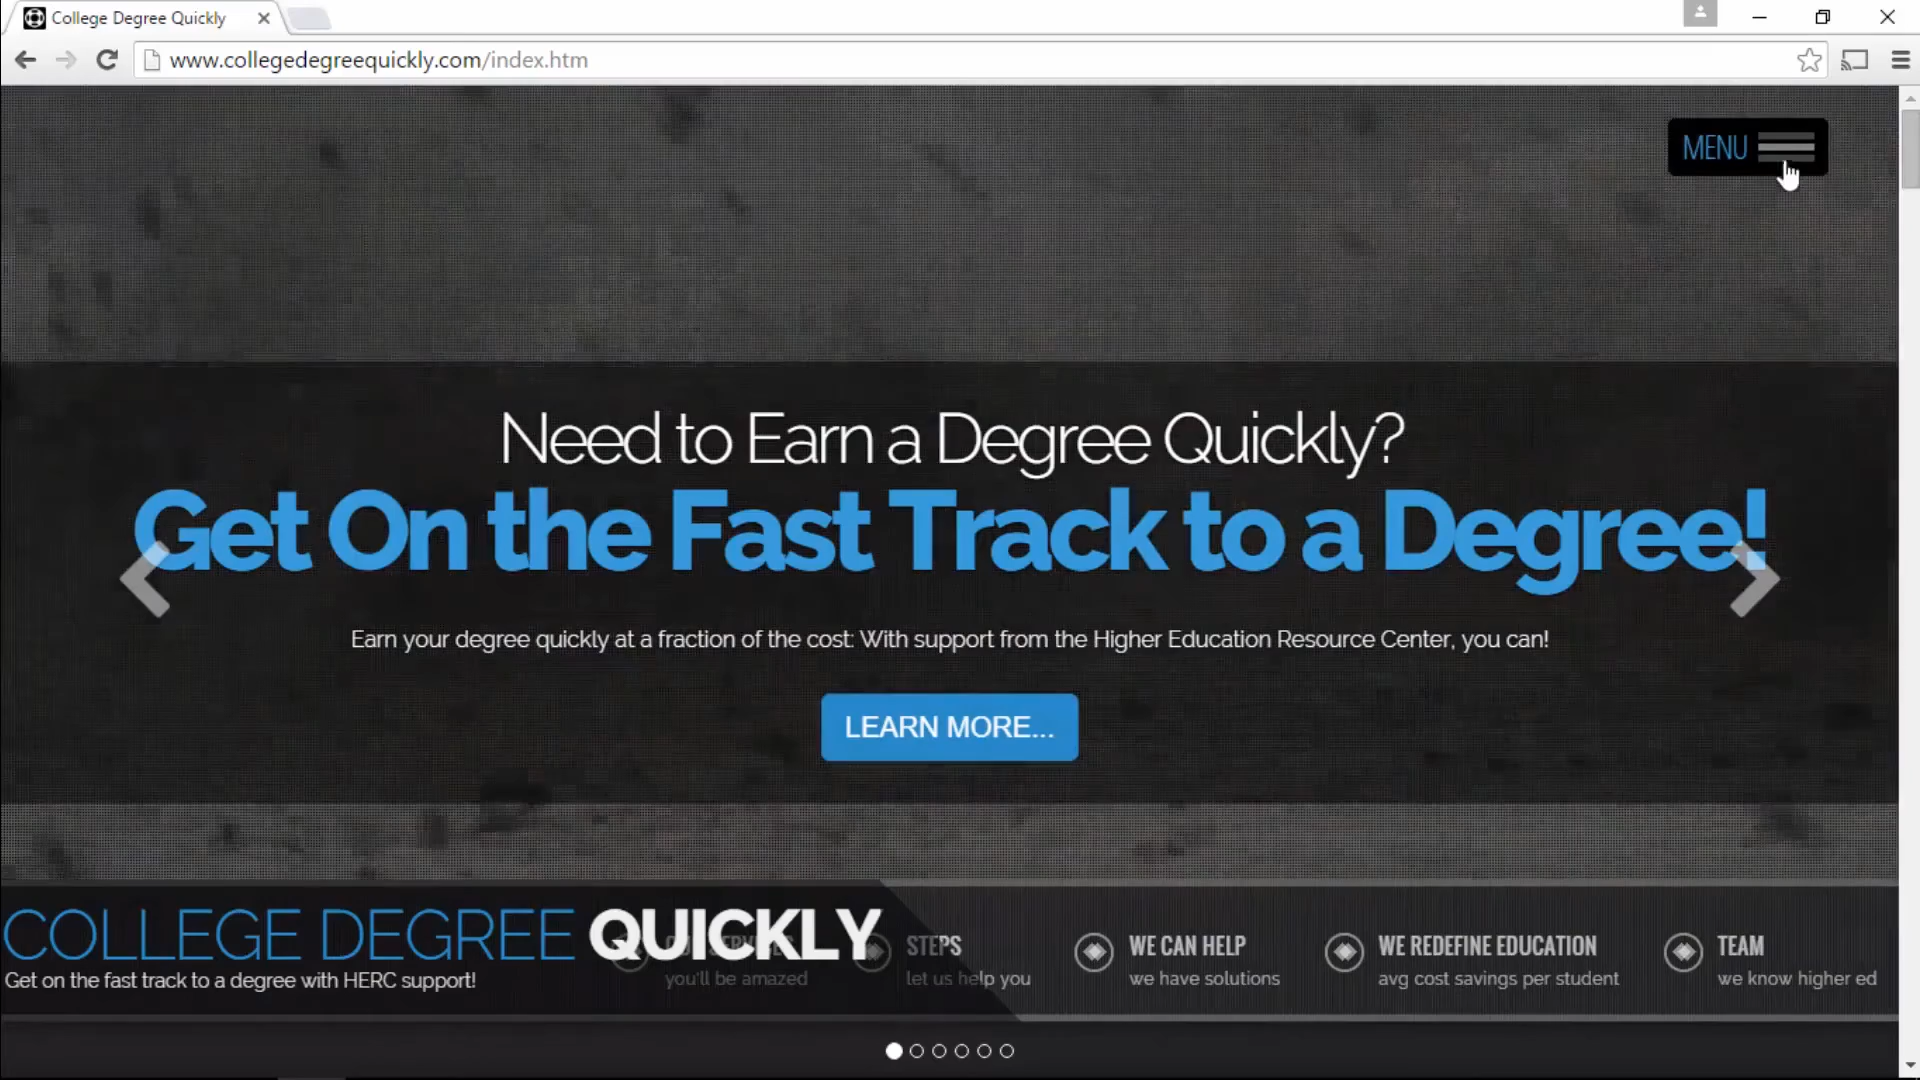 College Degree Quickly
www.collegedegreequickly.com/index.htm
MENU
Need to Earn a Degree Quickly?
Get On the Fast Track to a Degree!
Earn your degree quickly at a fraction of the cost: With support from the Higher Education Resource Center, you can!
LEARN MORE...
COLLEGE DEGREE QUICKLY
Get on the fast track to a degree with HERC support!
you'll be amazed
STEPS
let us help you
WE CAN HELP
we have solutions
WE REDEFINE EDUCATION
avg cost savings per student
TEAM
we know higher ed